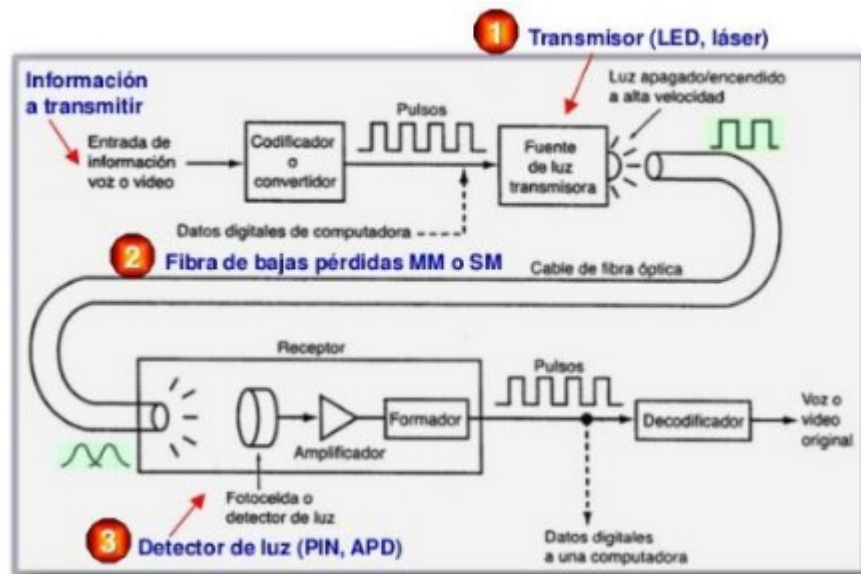 1 Transmisor (LED, láser)
Información
a transmitir
Luz apagado/encendido
a alta velocidad
Pulsos
Entrada de
información
voz o vídeo
Codificador
o
convertidor
Fuente
de luz
transmisora
Datos digitales de computadora
2 Fibra de bajas pérdidas MM o SM
Cable de fibra óptica
Receptor
Pulsos
Formador
Amplificador
Decodificador
Voz o
video
original
Fotocelda o
detector de luz
3 Detector de luz (PIN, APD)
Datos digitales
a una computadora